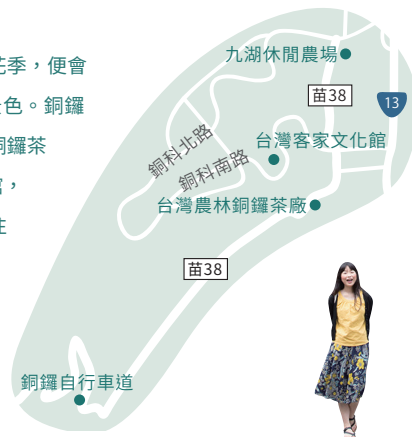 花季，便會
色。銅鑼
銅鑼茶
九湖休閒農場
苗38
13
台灣客家文化館
銅科北路
銅科南路
台灣農林銅鑼茶廠
苗38
銅鑼自行車道